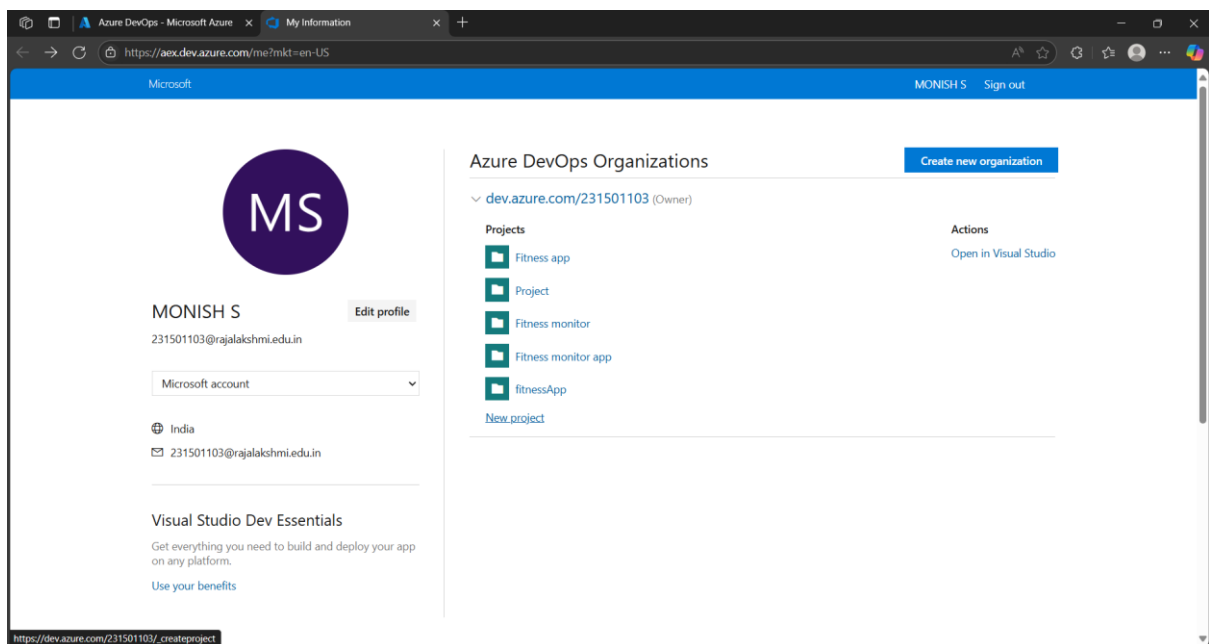 Azure DevOps - Microsoft Azure
My Information
https://aex.dev.azure.com/me?mkt=en-US
Microsoft
MONISH S
Sign out
MS
MONISH S
Edit profile
231501103@rajalakshmi.edu.in
Microsoft account
India
231501103@rajalakshmi.edu.in
Visual Studio Dev Essentials
Get everything you need to build and deploy your app
on any platform.
Use your benefits
Azure DevOps Organizations
Create new organization
dev.azure.com/231501103 (Owner)
Projects
Actions
Fitness app
Open in Visual Studio
Project
Fitness monitor
Fitness monitor app
fitnessApp
New project
https://dev.azure.com/231501103/_createproject